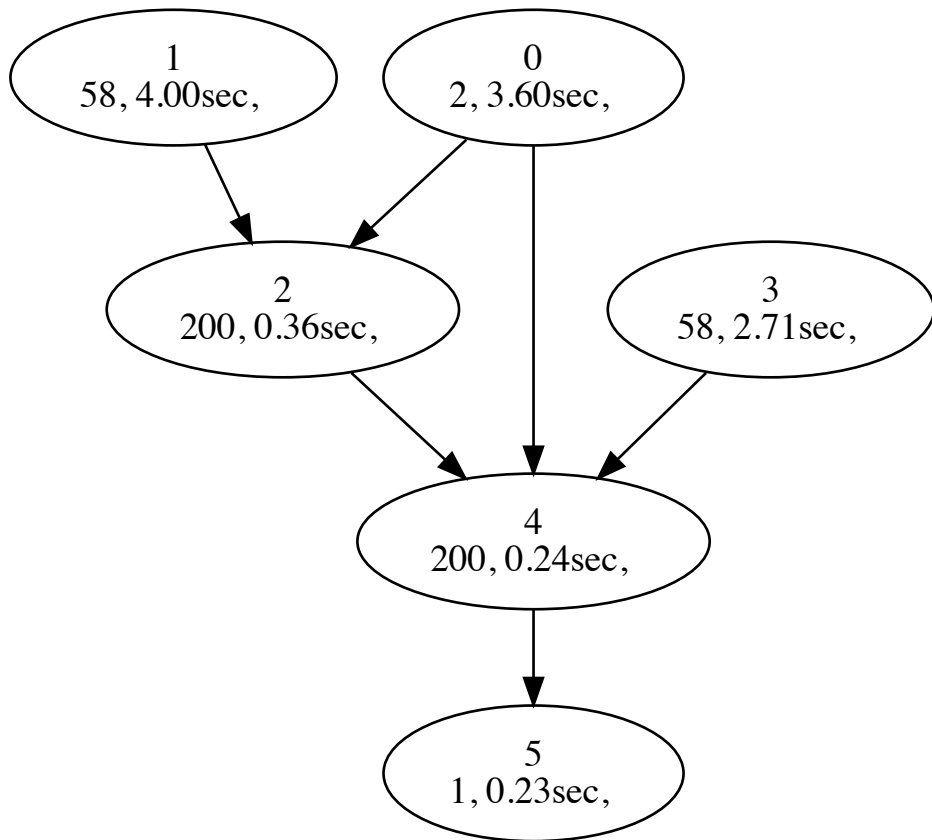 1
58, 4.00sec,
0
2, 3.60sec,
2
200, 0.36sec,
3
58, 2.71sec,
4
200, 0.24sec,
5
1, 0.23sec,